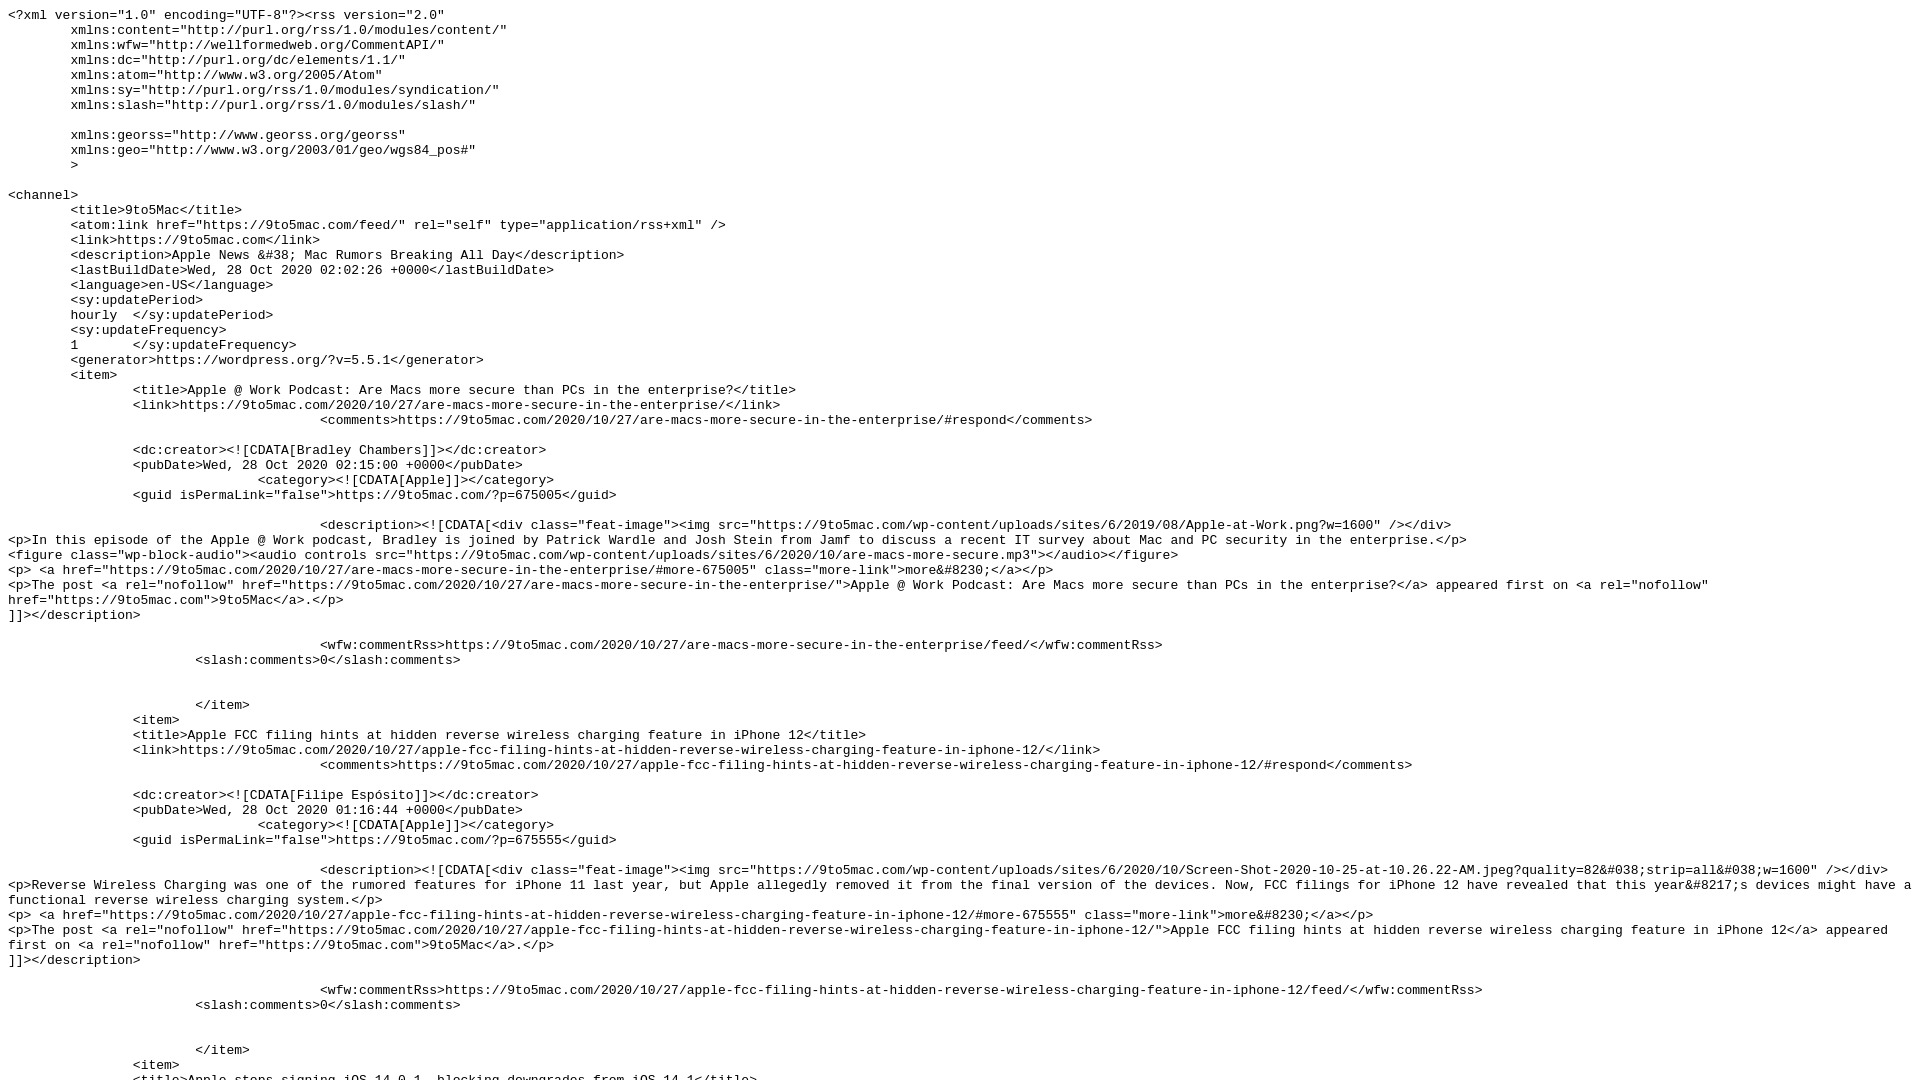 <?xml version="1.0" encoding="UTF-8"?><rss version="2.0"
xmlns:content="http://purl.org/rss/1.0/modules/content/"
xmlns:wfw="http://wellformedweb.org/CommentAPI/"
xmlns:dc="http://purl.org/dc/elements/1.1/"
xmlns:atom="http://www.w3.org/2005/Atom"
xmlns:sy="http://purl.org/rss/1.0/modules/syndication/"
xmlns:slash="http://purl.org/rss/1.0/modules/slash/"
xmlns:georss="http://www.georss.org/georss"
xmlns:geo="http://www.w3.org/2003/01/geo/wgs84_pos#"
>
<channel>
<title>9to5Mac</title>
<atom:link href="https://9to5mac.com/feed/" rel="self" type="application/rss+xml" />
<link>https://9to5mac.com</link>
<description>Apple News &#38; Mac Rumors Breaking All Day</description>
<lastBuildDate>Wed, 28 Oct 2020 02:02:26 +0000</lastBuildDate>
<language>en-US</language>
<sy:updatePeriod>
hourly  </sy:updatePeriod>
<sy:updateFrequency>
1       </sy:updateFrequency>
<generator>https://wordpress.org/?v=5.5.1</generator>
<item>
<title>Apple @ Work Podcast: Are Macs more secure than PCs in the enterprise?</title>
<link>https://9to5mac.com/2020/10/27/are-macs-more-secure-in-the-enterprise/</link>
<comments>https://9to5mac.com/2020/10/27/are-macs-more-secure-in-the-enterprise/#respond</comments>
<dc:creator><![CDATA[Bradley Chambers]]></dc:creator>
<pubDate>Wed, 28 Oct 2020 02:15:00 +0000</pubDate>
<category><![CDATA[Apple]]></category>
<guid isPermaLink="false">https://9to5mac.com/?p=675005</guid>
<description><![CDATA[<div class="feat-image"><img src="https://9to5mac.com/wp-content/uploads/sites/6/2019/08/Apple-at-Work.png?w=1600" /></div>
<p>In this episode of the Apple @ Work podcast, Bradley is joined by Patrick Wardle and Josh Stein from Jamf to discuss a recent IT survey about Mac and PC security in the enterprise.</p>
<figure class="wp-block-audio"><audio controls src="https://9to5mac.com/wp-content/uploads/sites/6/2020/10/are-macs-more-secure.mp3"></audio></figure>
<p> <a href="https://9to5mac.com/2020/10/27/are-macs-more-secure-in-the-enterprise/#more-675005" class="more-link">more&#8230;</a></p>
<p>The post <a rel="nofollow" href="https://9to5mac.com/2020/10/27/are-macs-more-secure-in-the-enterprise/">Apple @ Work Podcast: Are Macs more secure than PCs in the enterprise?</a> appeared first on <a rel="nofollow"
href="https://9to5mac.com">9to5Mac</a>.</p>
]]></description>
<wfw:commentRss>https://9to5mac.com/2020/10/27/are-macs-more-secure-in-the-enterprise/feed/</wfw:commentRss>
<slash:comments>0</slash:comments>
</item>
<item>
<title>Apple FCC filing hints at hidden reverse wireless charging feature in iPhone 12</title>
<link>https://9to5mac.com/2020/10/27/apple-fcc-filing-hints-at-hidden-reverse-wireless-charging-feature-in-iphone-12/</link>
<comments>https://9to5mac.com/2020/10/27/apple-fcc-filing-hints-at-hidden-reverse-wireless-charging-feature-in-iphone-12/#respond</comments>
<dc:creator><![CDATA[Filipe Espósito]]></dc:creator>
<pubDate>Wed, 28 Oct 2020 01:16:44 +0000</pubDate>
<category><![CDATA[Apple]]></category>
<guid isPermaLink="false">https://9to5mac.com/?p=675555</guid>
<description><![CDATA[<div class="feat-image"><img src="https://9to5mac.com/wp-content/uploads/sites/6/2020/10/Screen-Shot-2020-10-25-at-10.26.22-AM.jpeg?quality=82&#038;strip=all&#038;w=1600" /></div>
<p>Reverse Wireless Charging was one of the rumored features for iPhone 11 last year, but Apple allegedly removed it from the final version of the devices. Now, FCC filings for iPhone 12 have revealed that this year&#8217;s devices might have a
functional reverse wireless charging system.</p>
<p> <a href="https://9to5mac.com/2020/10/27/apple-fcc-filing-hints-at-hidden-reverse-wireless-charging-feature-in-iphone-12/#more-675555" class="more-link">more&#8230;</a></p>
<p>The post <a rel="nofollow" href="https://9to5mac.com/2020/10/27/apple-fcc-filing-hints-at-hidden-reverse-wireless-charging-feature-in-iphone-12/">Apple FCC filing hints at hidden reverse wireless charging feature in iPhone 12</a> appeared
first on <a rel="nofollow" href="https://9to5mac.com">9to5Mac</a>.</p>
]]></description>
<wfw:commentRss>https://9to5mac.com/2020/10/27/apple-fcc-filing-hints-at-hidden-reverse-wireless-charging-feature-in-iphone-12/feed/</wfw:commentRss>
<slash:comments>0</slash:comments>
</item>
<item>
<title>Apple stops signing iOS 14.0.1, blocking downgrades from iOS 14.1</title>